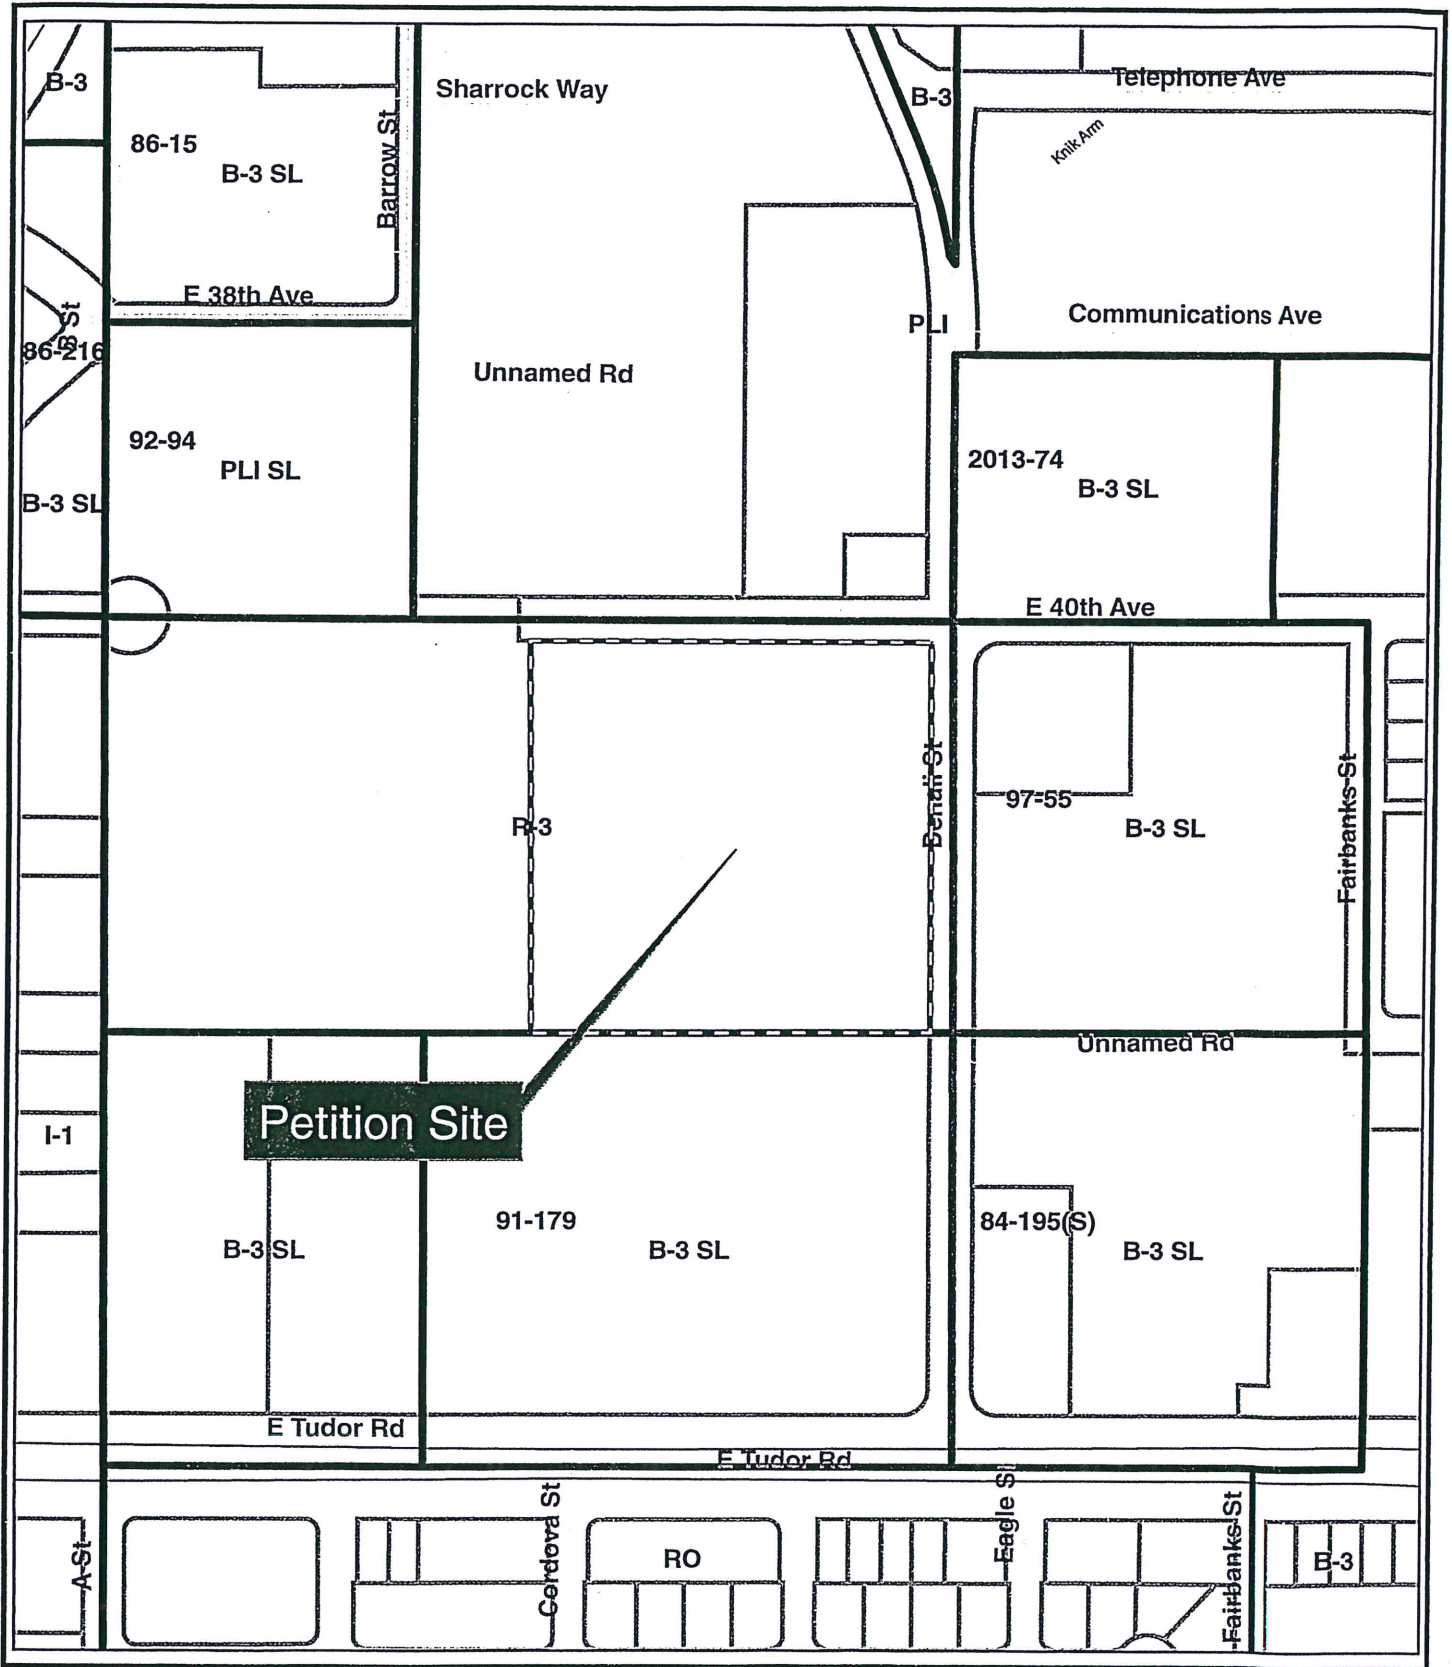 B-3
Sharrock Way
B-3
Telephone Ave
86-15
B-3 SL
Barrow St
Knik Arm
E 38th Ave
B St
86-216
PLI
Communications Ave
Unnamed Rd
92-94
PLI SL
2013-74
B-3 SL
B-3 SL
E 40th Ave
R-3
Denali St
97-55
B-3 SL
Fairbanks St
Unnamed Rd
Petition Site
I-1
91-179
B-3 SL
B-3 SL
84-195(S)
B-3 SL
E Tudor Rd
E Tudor Rd
A St
Cordova St
RO
Eagle S
Fairbanks St
B-3